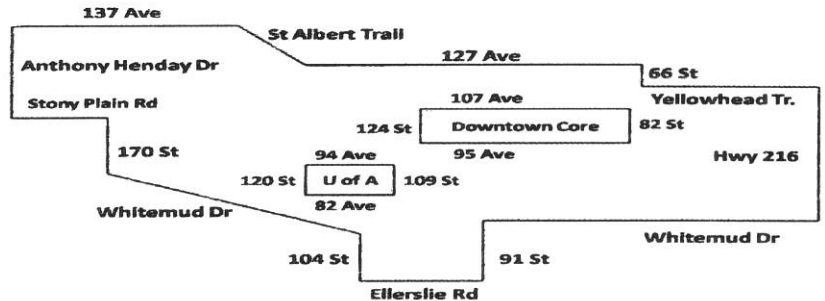 137 Ave
St Albert Trail
127 Ave
Anthony Henday Dr
66 St
Stony Plain Rd
107 Ave
Yellowhead Tr.
124 St
Downtown Core
82 St
170 St
94 Ave
95 Ave
Hwy 216
120 St
U of A
109 St
82 Ave
Whitemud Dr
Whitemud Dr
104 St
91 St
Ellerslie Rd